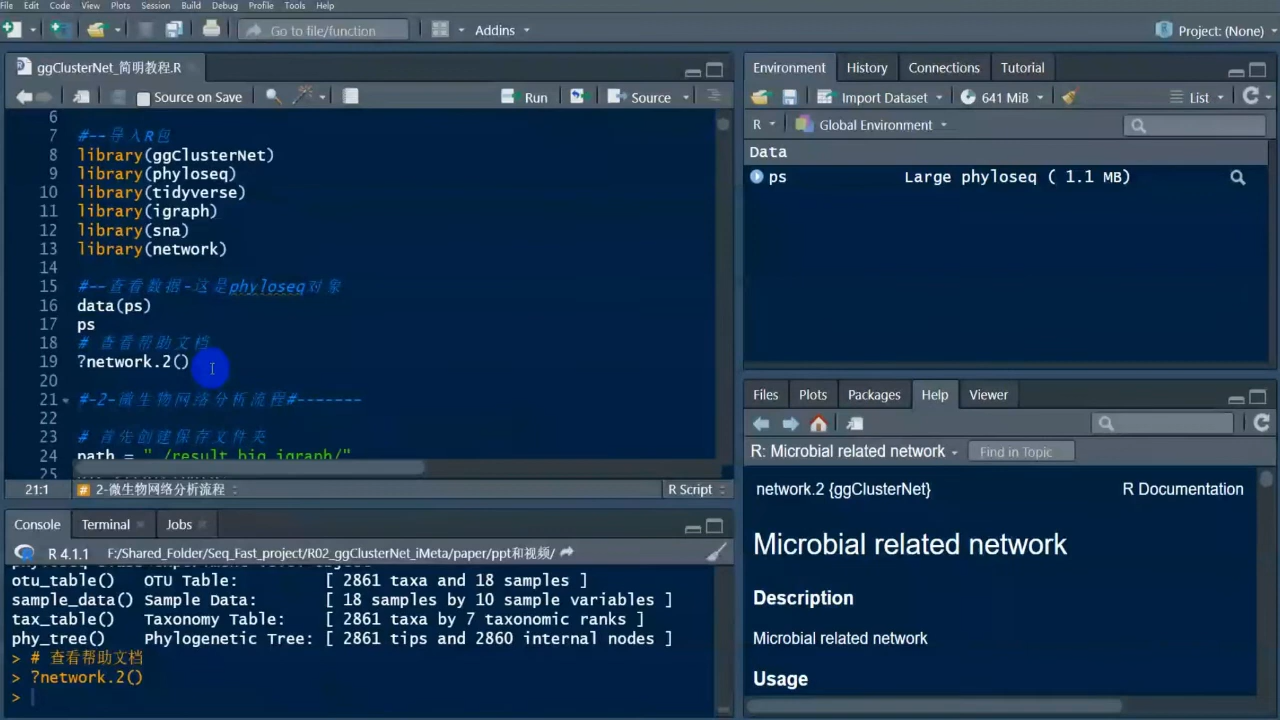 File Edit Code View Plots Session Build Debug Profile Tools Help
Go to file/function
Addins
Project: (None)
ggClusterNet_简明教程.R
Source on Save
Run
Source
6
7 #--导入R包
8 library(ggClusterNet)
9 library(phyloseq)
10 library(tidyverse)
11 library(igraph)
12 library(sna)
13 library(network)
14
15 #--查看数据-这是phyloseq对象
16 data(ps)
17 ps
18 # 查看帮助文档
19 ?network.2()
20
21 #-2-微生物网络分析流程#-------
22
23 # 首先创建保存文件夹
24 path = "./result_big_igraph/"
25
21:1 # 2-微生物网络分析流程 R Script
Console Terminal Jobs
R 4.1.1 F:/Shared_Folder/Seq_Fast_project/R02_ggClusterNet_iMeta/paper/ppt和视频/
otu_table() OTU Table: [ 2861 taxa and 18 samples ]
sample_data() Sample Data: [ 18 samples by 10 sample variables ]
tax_table() Taxonomy Table: [ 2861 taxa by 7 taxonomic ranks ]
phy_tree() Phylogenetic Tree: [ 2861 tips and 2860 internal nodes ]
> # 查看帮助文档
> ?network.2()
>
Environment History Connections Tutorial
Import Dataset 641 MiB List
R Global Environment
Data
ps Large phyloseq ( 1.1 MB)
Files Plots Packages Help Viewer
R: Microbial related network Find in Topic
network.2 {ggClusterNet} R Documentation
Microbial related network
Description
Microbial related network
Usage